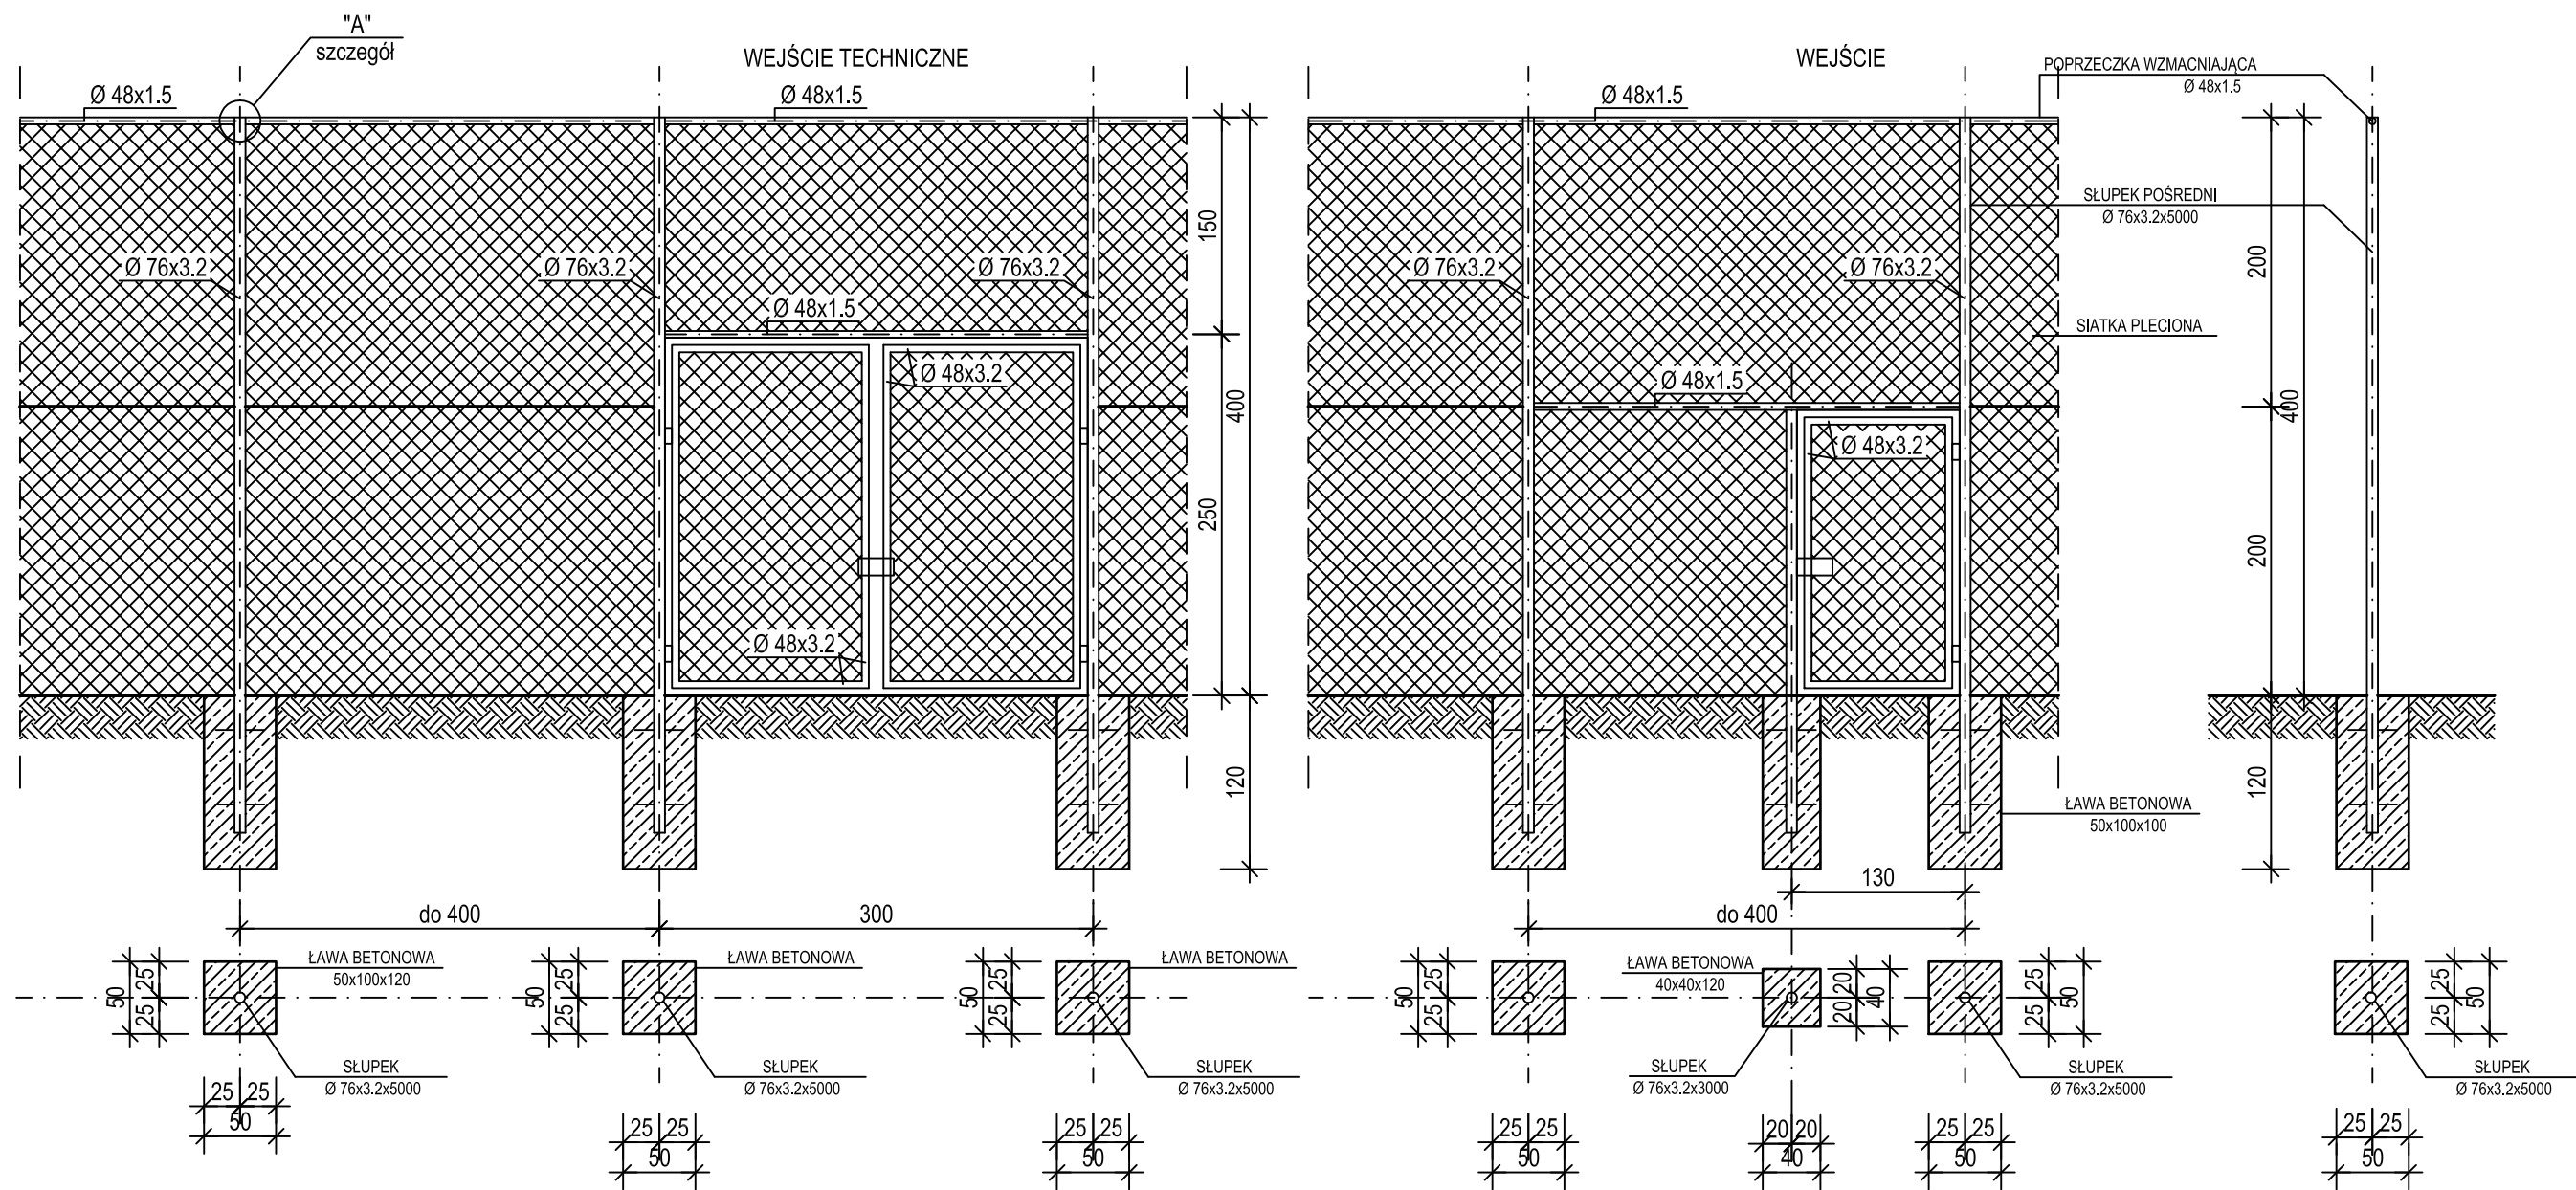 "A"
szczegół
WEJŚCIE TECHNICZNE
WEJŚCIE
POPRZECZKA WZMACNIAJĄCA
Ø 48x1.5
Ø 48x1.5
Ø 48x1.5
Ø 48x1.5
SŁUPEK POŚREDNI
Ø 76x3.2x5000
150
200
Ø 76x3.2
Ø 76x3.2
Ø 76x3.2
Ø 76x3.2
Ø 76x3.2
Ø 48x1.5
SIATKA PLECIONA
Ø 48x3.2
Ø 48x1.5
400
400
Ø 48x3.2
250
200
Ø 48x3.2
120
120
ŁAWA BETONOWA
50x100x100
130
do 400
300
do 400
ŁAWA BETONOWA
50x100x120
ŁAWA BETONOWA
ŁAWA BETONOWA
ŁAWA BETONOWA
40x40x120
50
25
25
50
25
25
50
25
25
50
25
25
20
20
40
25
25
50
25
25
50
SŁUPEK
Ø 76x3.2x5000
SŁUPEK
Ø 76x3.2x5000
SŁUPEK
Ø 76x3.2x5000
SŁUPEK
Ø 76x3.2x3000
SŁUPEK
Ø 76x3.2x5000
SŁUPEK
Ø 76x3.2x5000
25 25
50
25 25
50
25 25
50
25 25
50
20 20
40
25 25
50
25 25
50